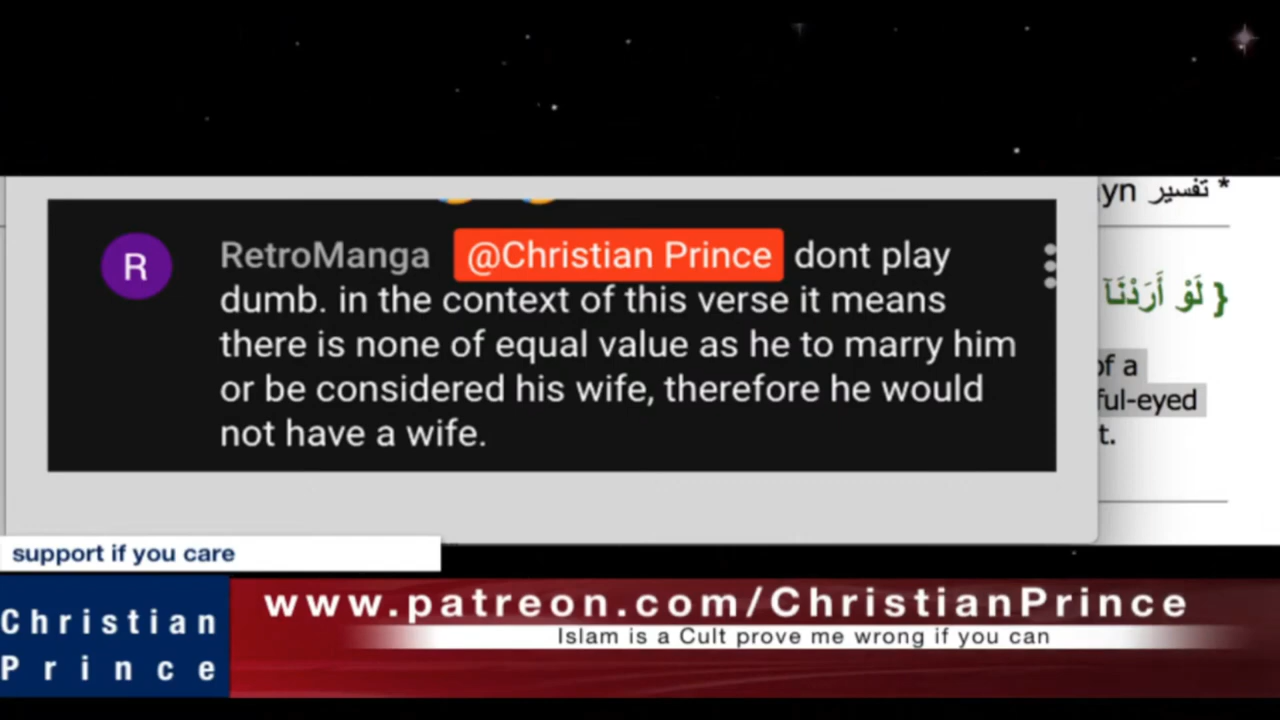 RetroManga @Christian Prince dont play
dumb. in the context of this verse it means
there is none of equal value as he to marry him
or be considered his wife, therefore he would
not have a wife.
* تفسير yn
{ لَوْ أَرَدْنَآ
of a
ful-eyed
t.
support if you care
Christian
Prince
www.patreon.com/ChristianPrince
Islam is a Cult prove me wrong if you can
R